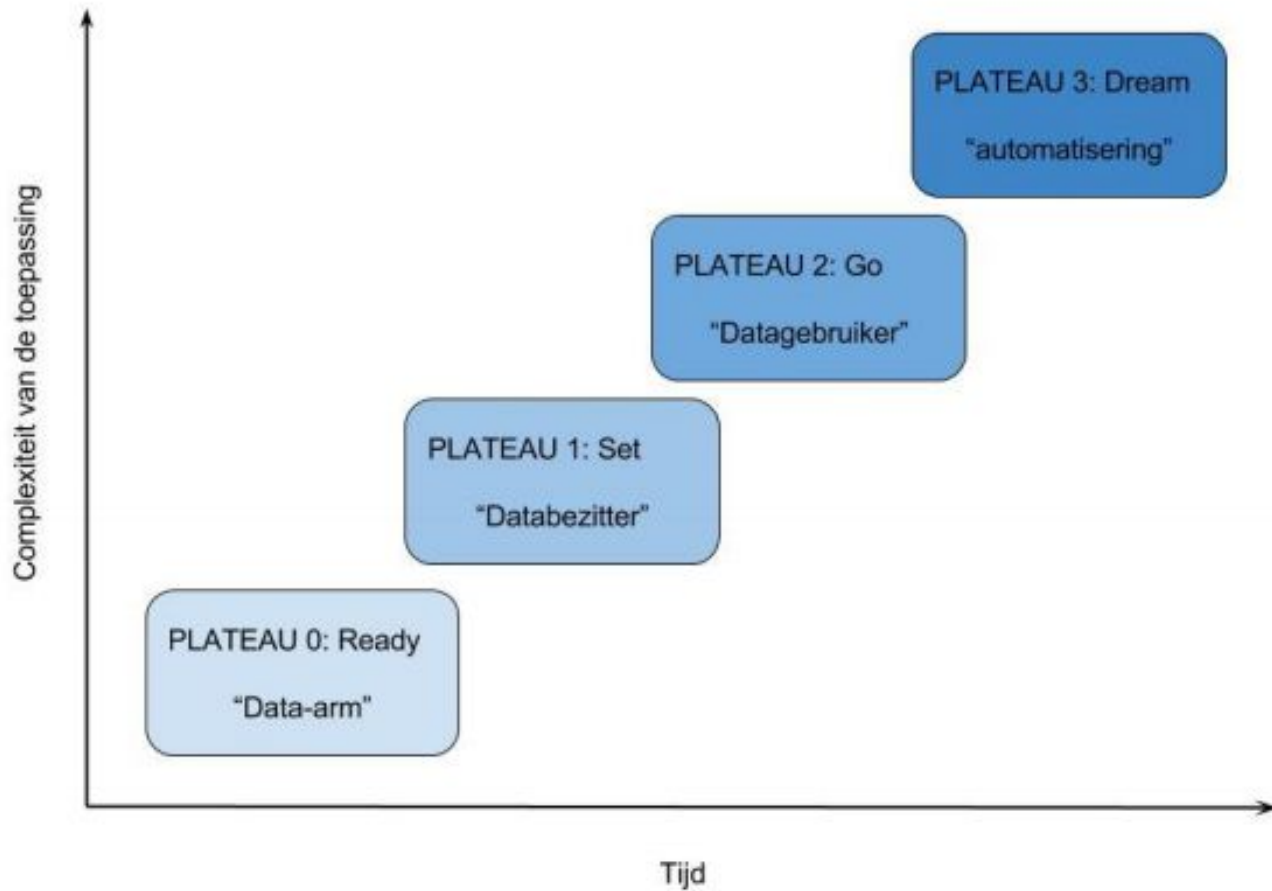 Complexiteit van de toepassing
PLATEAU 3: Dream
“automatisering”
PLATEAU 2: Go
“Datagebruiker”
PLATEAU 1: Set
“Databezitter”
PLATEAU 0: Ready
“Data-arm”
Tijd